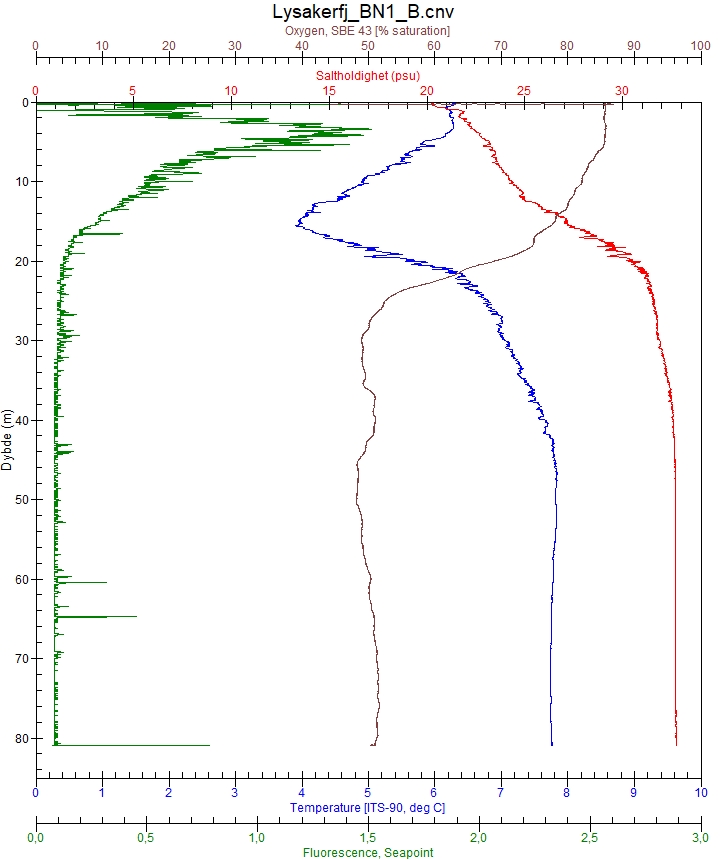 Lysakerfj_BN1_B.cnv
Oxygen, SBE 43 [% saturation]
0 10 20 30 40 50 60 70 80 90 100
Saltholdighet (psu)
0 5 10 15 20 25 30
0
10
20
30
40
50
60
70
80
Dybde (m)
0 1 2 3 4 5 6 7 8 9 10
Temperature [ITS-90, deg C]
0,0 0,5 1,0 1,5 2,0 2,5 3,0
Fluorescence, Seapoint